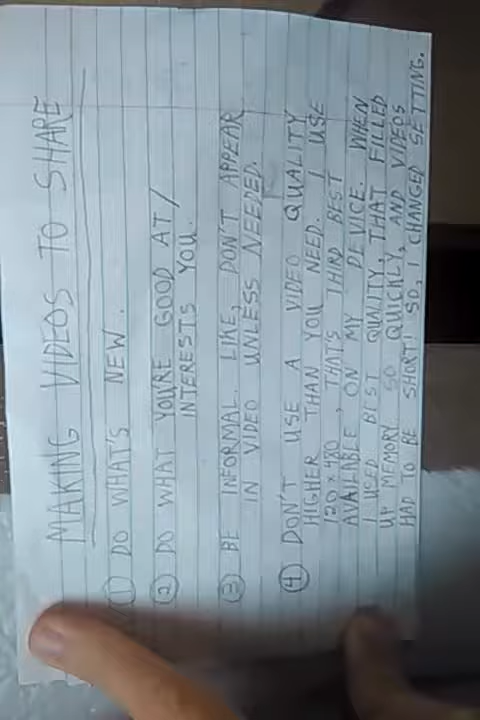 MAKING VIDEOS TO SHARE
① DO WHAT'S NEW.
② DO WHAT YOU'RE GOOD AT/
INTERESTS YOU.
③ BE INFORMAL. LIKE, DON'T APPEAR
IN VIDEO UNLESS NEEDED.
④ DON'T USE A VIDEO QUALITY
HIGHER THAN YOU NEED. I USE
120 × 480, THAT'S THIRD BEST
AVAILABLE ON MY DEVICE. WHEN
I USED BEST QUALITY, THAT FILLED
UP MEMORY SO QUICKLY, AND VIDEOS
HAD TO BE SHORT! SO, I CHANGED SETTING.